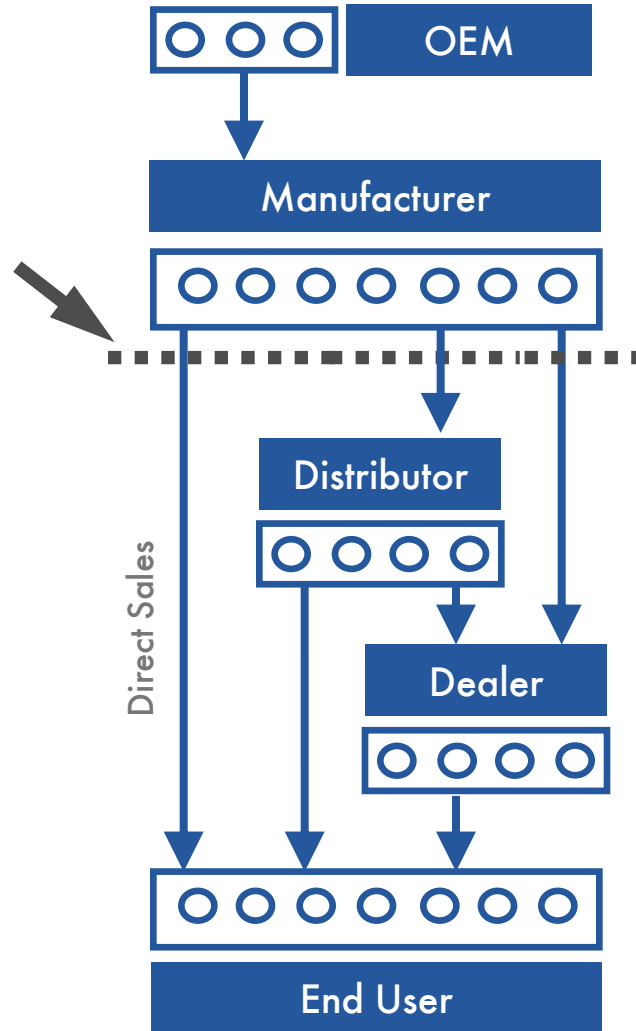 OEM
Manufacturer
Distributor
Direct Sales
Dealer
End User